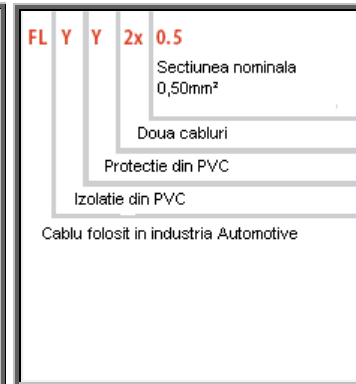 FL Y Y 2x 0.5
Sectiunea nominala
0,50mm²
Doua cabluri
Protectie din PVC
Izolatie din PVC
Cablu folosit in industria Automotive